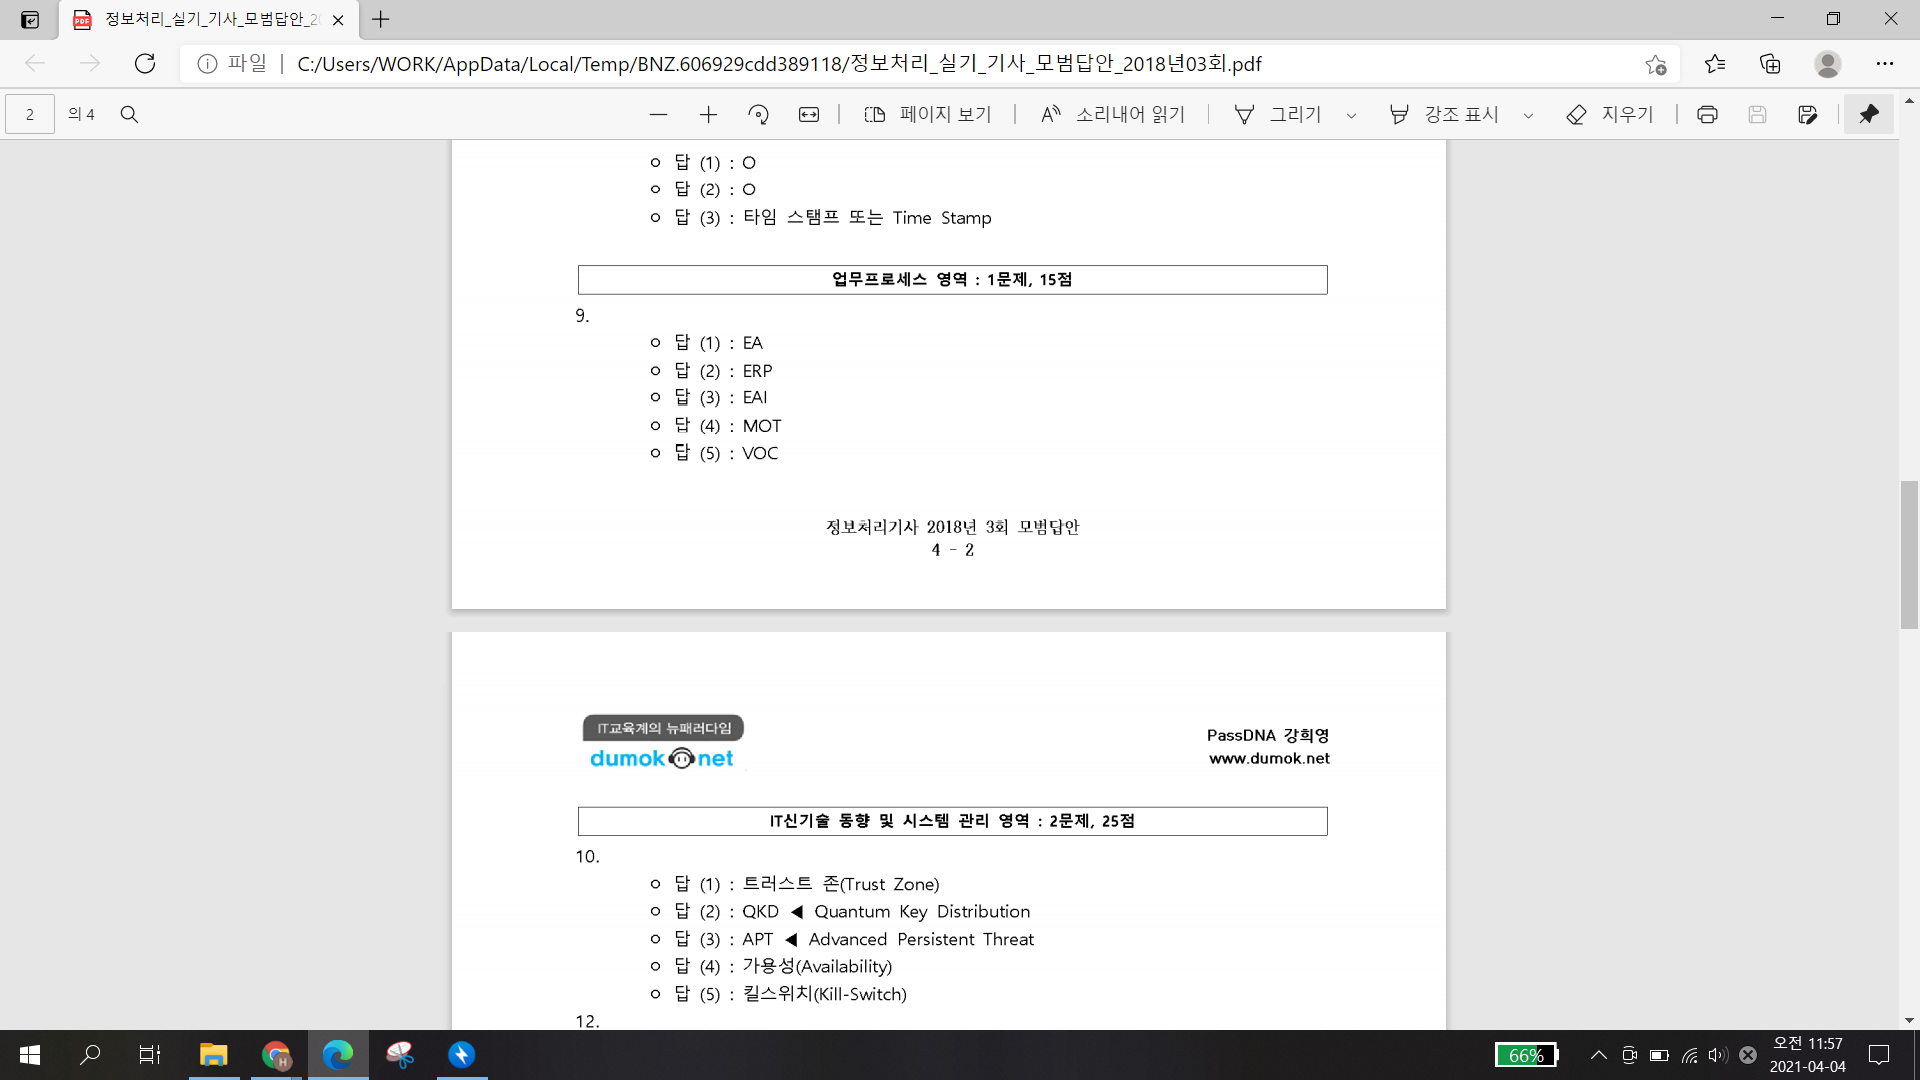 정보처리_실기_기사_모범답안_20
파일
C:/Users/WORK/AppData/Local/Temp/BNZ.606929cdd389118/정보처리_실기_기사_모범답안_2018년03회.pdf
2 의 4 페이지 보기 소리내어 읽기 그리기 강조 표시 지우기
답 (1) : O
답 (2) : O
답 (3) : 타임 스탬프 또는 Time Stamp
업무프로세스 영역 : 1문제, 15점
9.
답 (1) : EA
답 (2) : ERP
답 (3) : EAI
답 (4) : MOT
답 (5) : VOC
정보처리기사 2018년 3회 모범답안
4 - 2
IT교육계의 뉴패러다임
dumok net
PassDNA 강희영
www.dumok.net
IT신기술 동향 및 시스템 관리 영역 : 2문제, 25점
10.
답 (1) : 트러스트 존(Trust Zone)
답 (2) : QKD ◀ Quantum Key Distribution
답 (3) : APT ◀ Advanced Persistent Threat
답 (4) : 가용성(Availability)
답 (5) : 킬스위치(Kill-Switch)
12.
66%
오전 11:57
2021-04-04